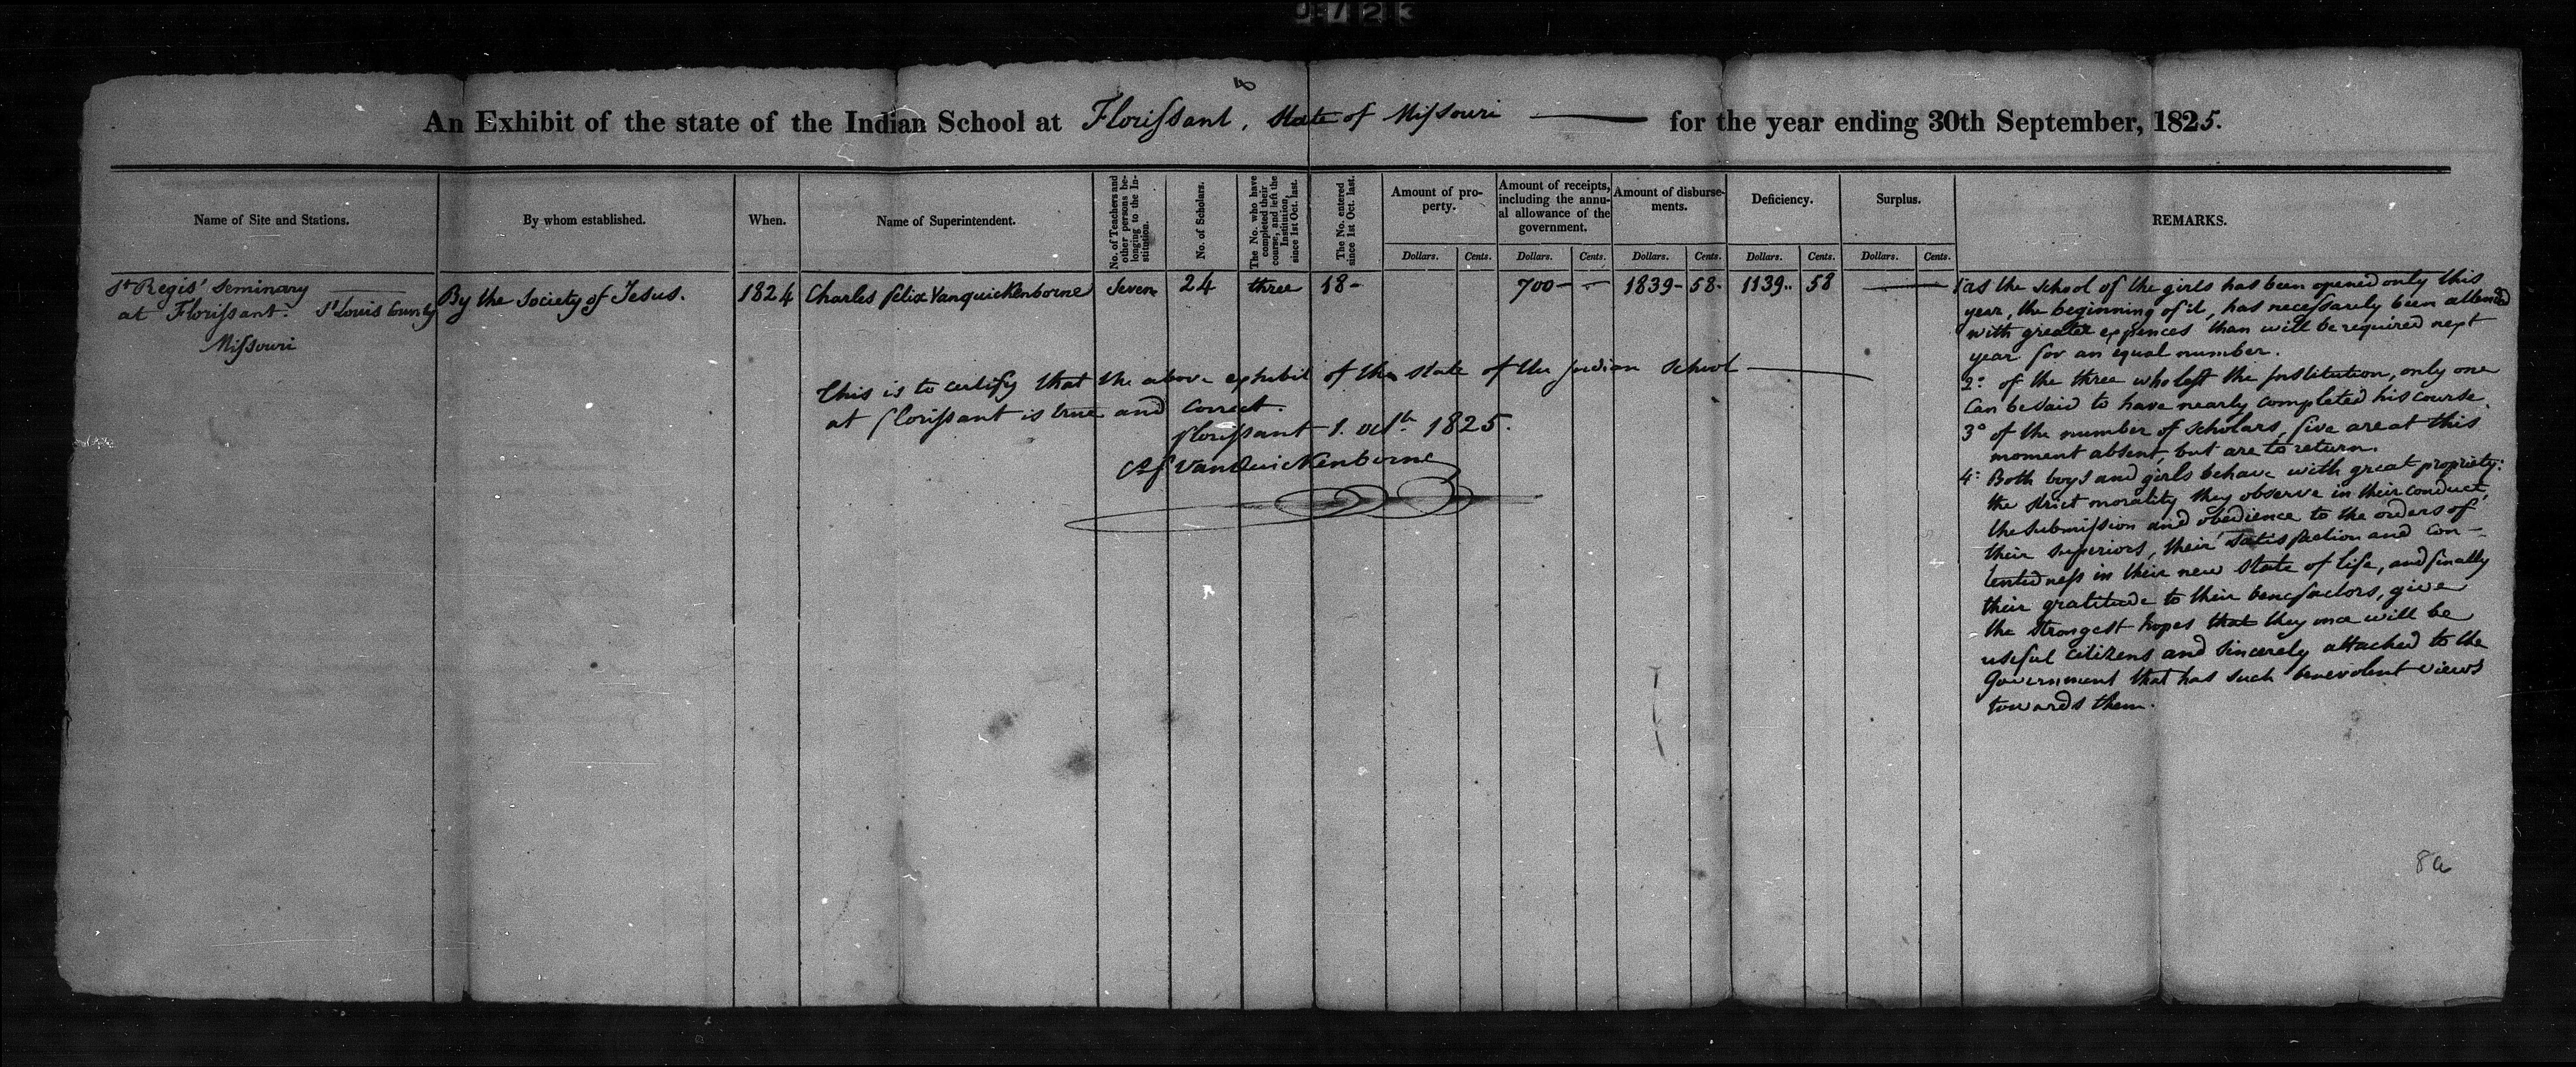 An Exhibit of the state of the Indian School at Florissant, State of Missouri — for the year ending 30th September, 1825.
Name of Site and Stations.
By whom established.
When.
Name of Superintendent.
No. of Teachers and other persons belonging to the Institution.
No. of Scholars.
The No. who have completed their course, and left the Institution, since 1st Oct. last.
The No. entered since 1st Oct. last.
Amount of property.
Amount of receipts, including the annual allowance of the government.
Amount of disbursements.
Deficiency.
Surplus.
REMARKS.
Dollars. Cents. Dollars. Cents. Dollars. Cents. Dollars. Cents. Dollars. Cents.
St Regis' Seminary
at Florissant. St Louis County
Missouri
By the Society of Jesus.
1824
Charles felix Vanquickenborne
Seven
24
three
18-
700-
1839- 58-
1139.. 58
This is to certify that the above exhibit of the state of the Indian School
at florissant is true and correct.
florissant 1. octb 1825.
Cf VanQuickenborne
1° as the school of the girls has been opened only this
year, the beginning of it, has necessarely been attended
with greater expences than will be required next
year for an equal number.
2° of the three who left the Institution, only one
can be said to have nearly completed his course.
3° of the number of scholars, five are at this
moment absent, but are to return.
4° Both boys and girls behave with great propriety:
the strict morality they observe in their conduct,
the submission and obedience to the orders of
their superiors, their satisfaction and con-
tentedness in their new state of life, and finally
their gratitude to their benefactors, give
the strongest hopes that they once will be
useful citizens and sincerely attached to the
Government that has such benevolent views
towards them.
8a